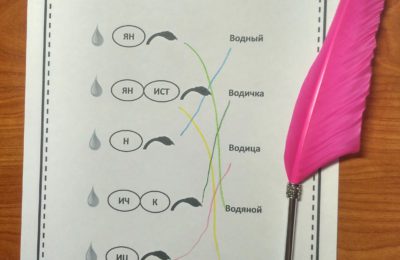 ЯН
Водный
ЯН ИСТ
Водичка
Н
Водица
ИЧ К
Водяной
ИЦ